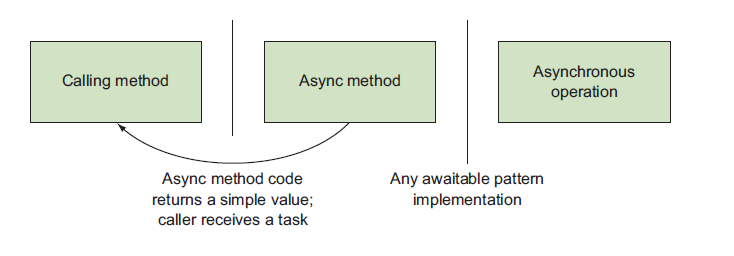 Calling method
Async method
Asynchronous
operation
Async method code
returns a simple value;
caller receives a task
Any awaitable pattern
implementation